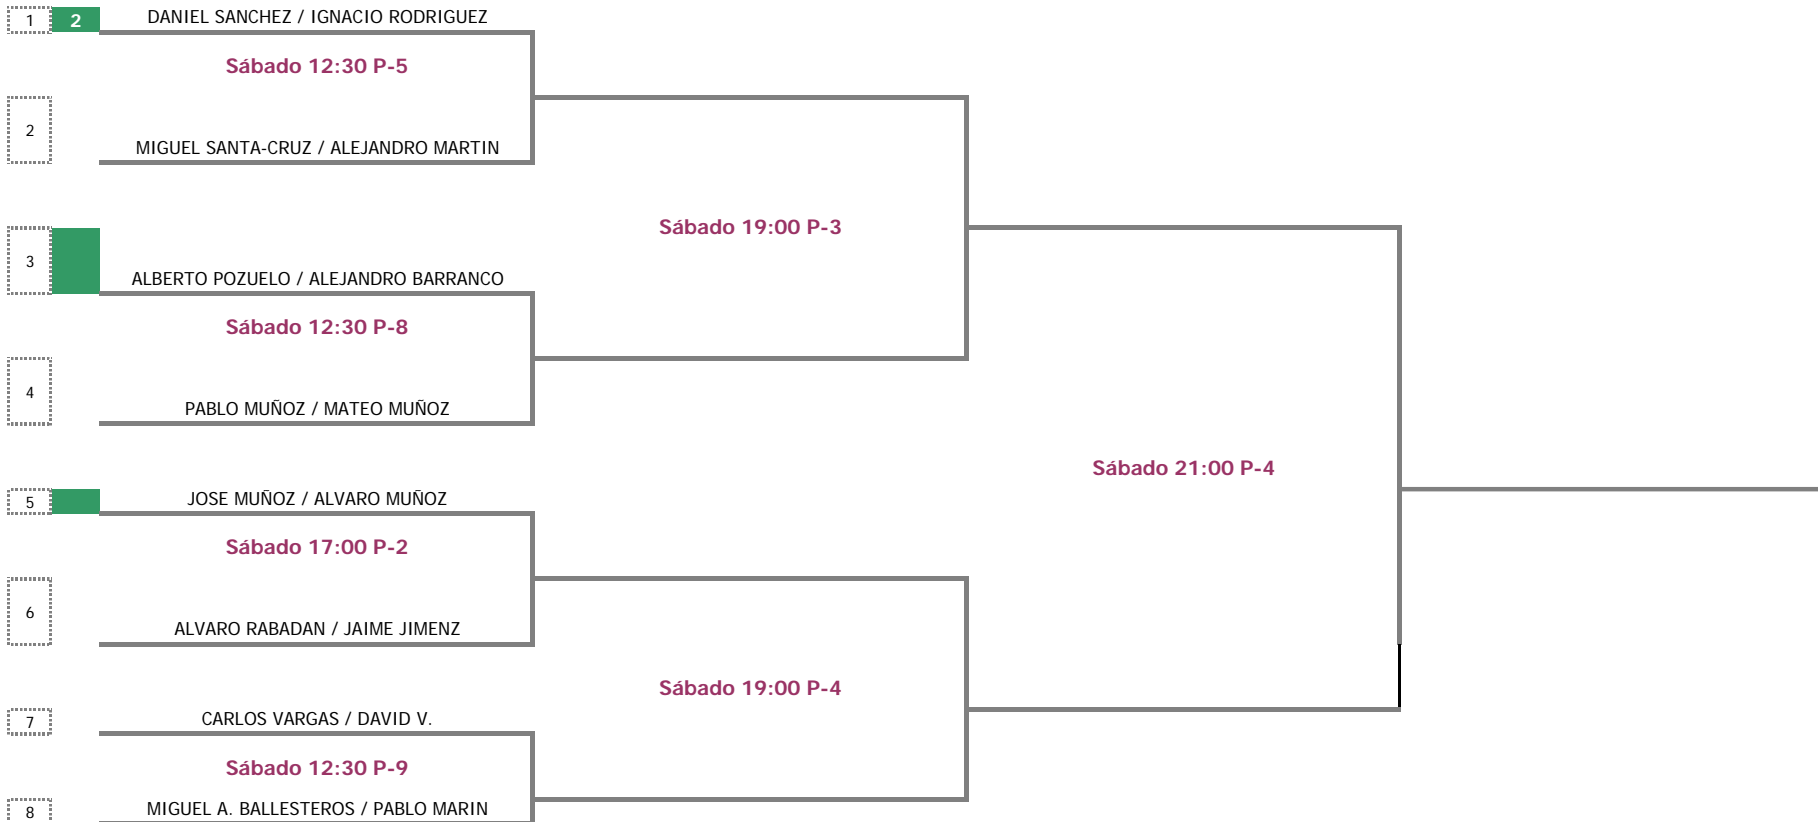 1 2 DANIEL SANCHEZ / IGNACIO RODRIGUEZ
Sábado 12:30 P-5
2 MIGUEL SANTA-CRUZ / ALEJANDRO MARTIN
Sábado 19:00 P-3
3 ALBERTO POZUELO / ALEJANDRO BARRANCO
Sábado 12:30 P-8
4 PABLO MUÑOZ / MATEO MUÑOZ
Sábado 21:00 P-4
5 JOSE MUÑOZ / ALVARO MUÑOZ
Sábado 17:00 P-2
6 ALVARO RABADAN / JAIME JIMENZ
Sábado 19:00 P-4
7 CARLOS VARGAS / DAVID V.
Sábado 12:30 P-9
8 MIGUEL A. BALLESTEROS / PABLO MARIN